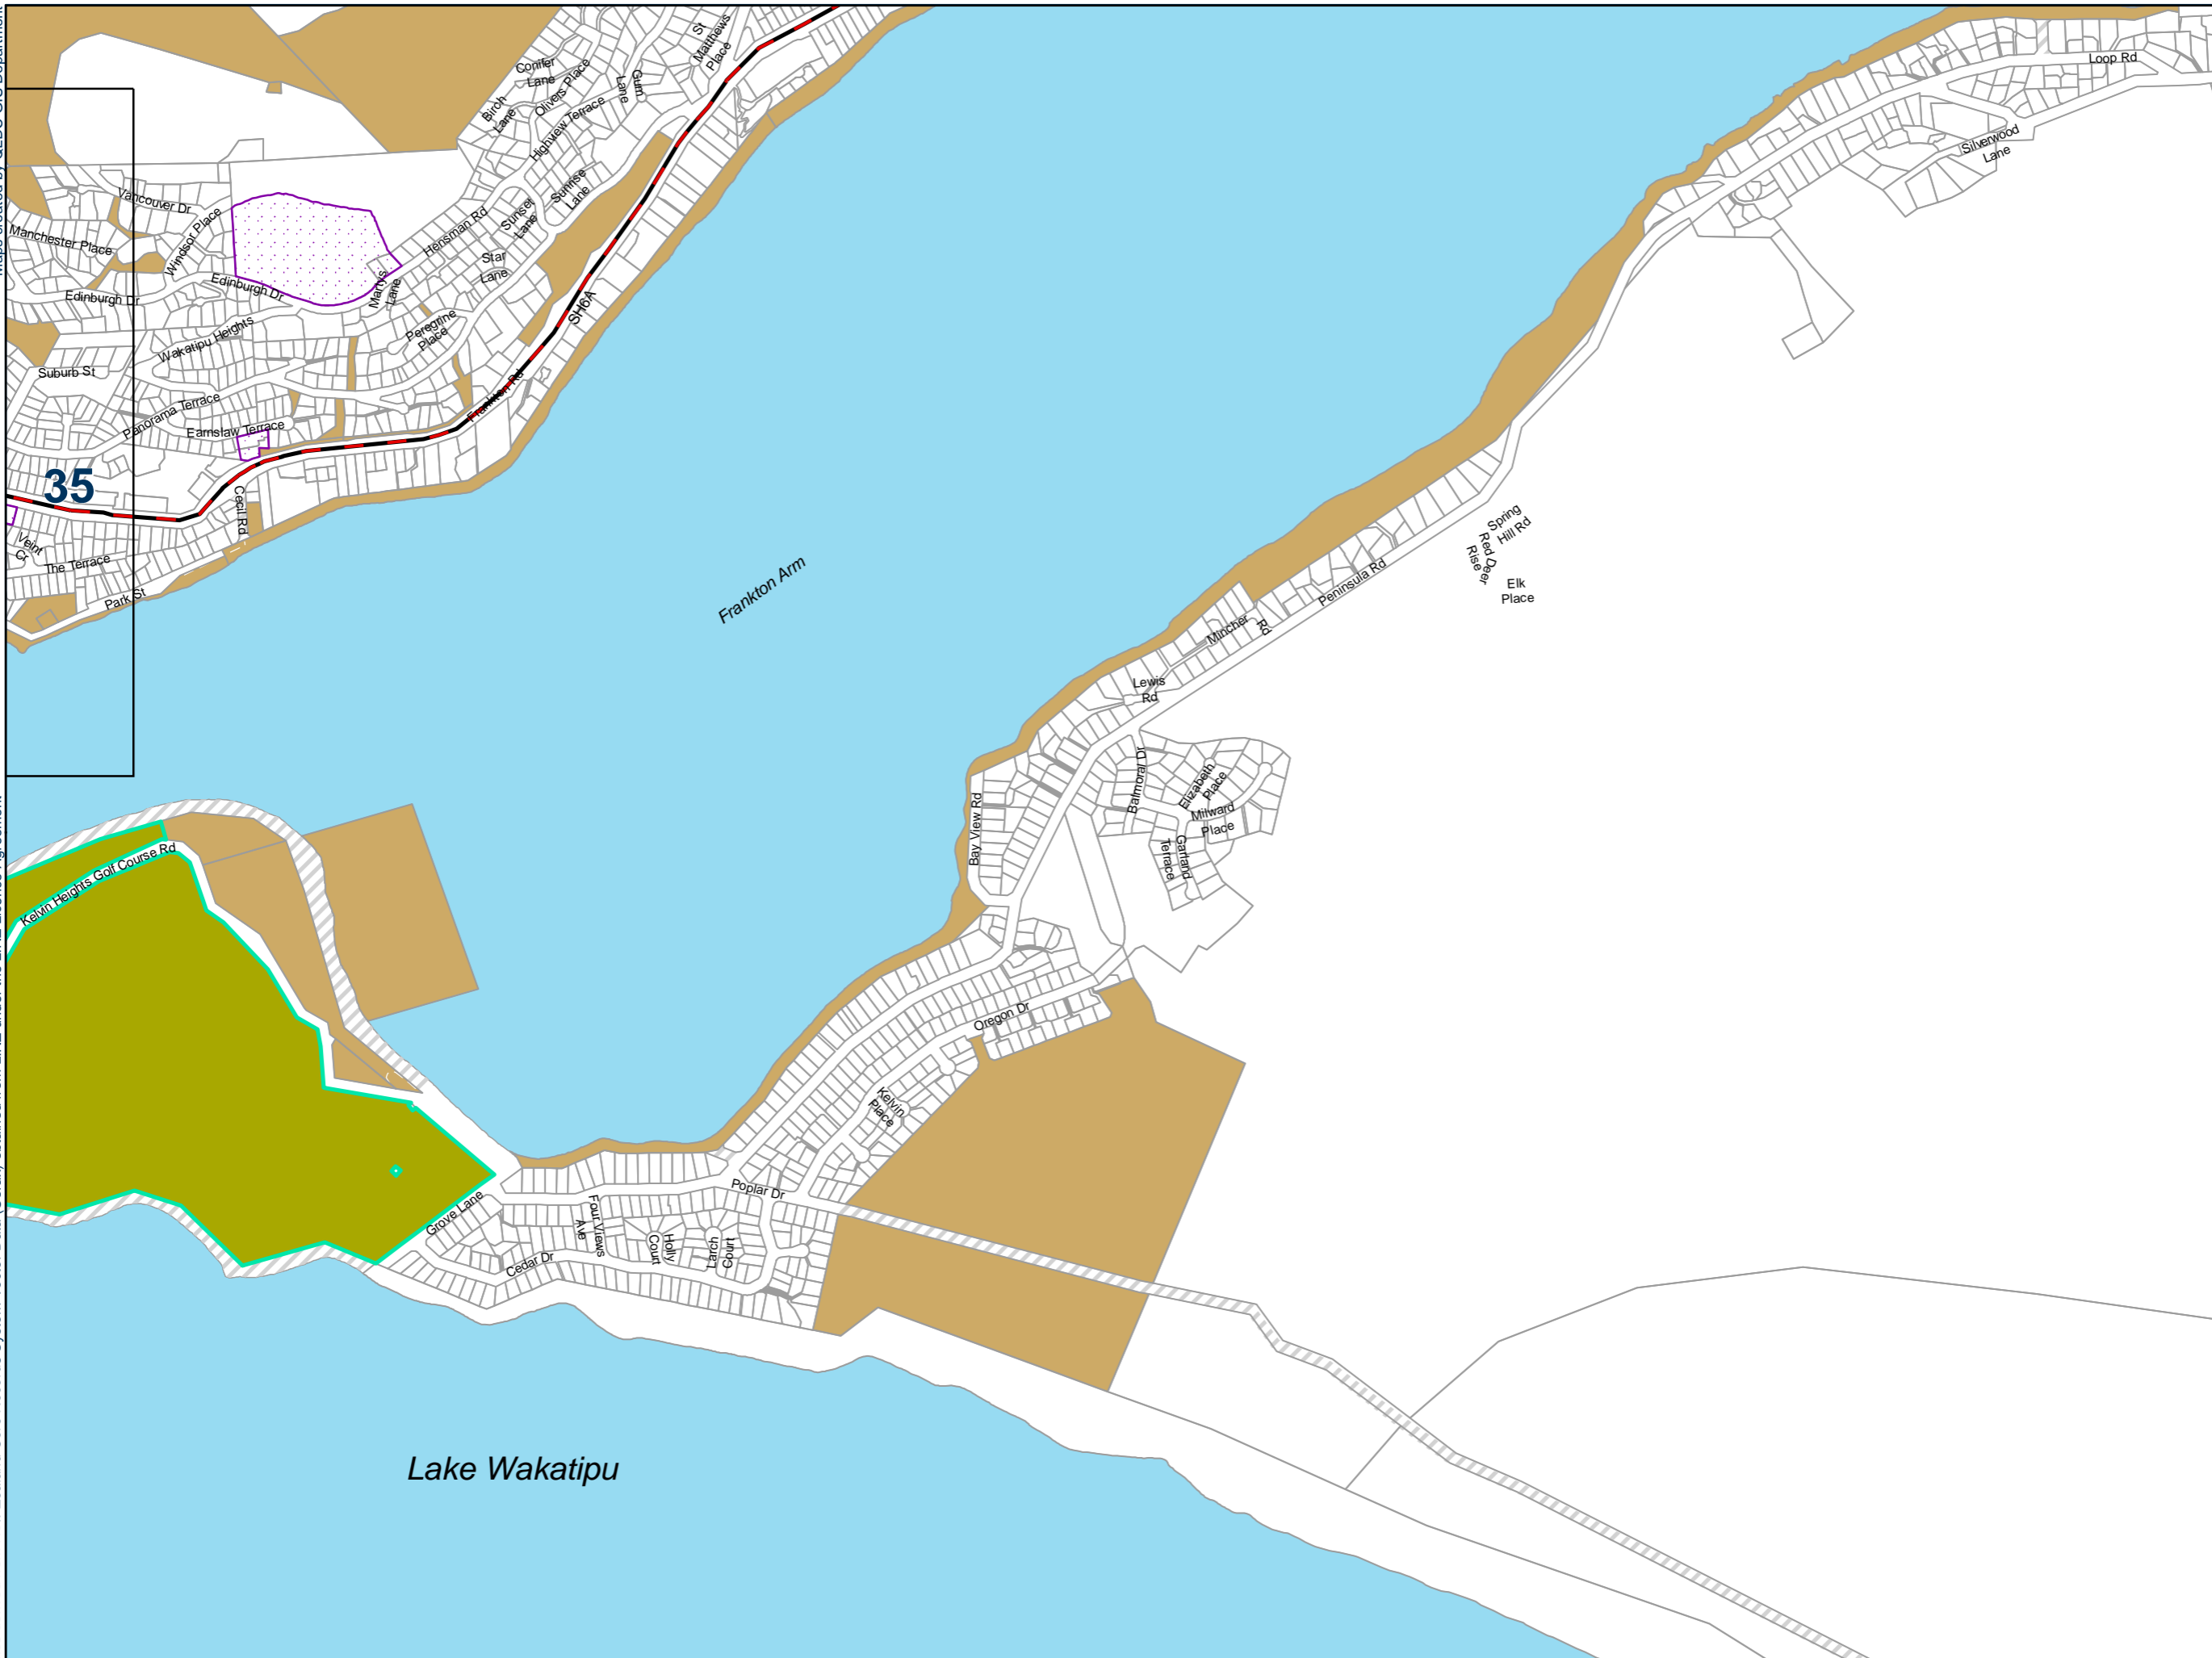 Conifer
Lane
Olivers Place
Birch
Lane
Highview Terrace
Gum
Lane
St
Matthews
Place
Loop Rd
Silverwood
Lane
Vancouver Dr
Manchester Place
Windsor Place
Edinburgh Dr
Edinburgh Dr
Hensman Rd
Sunset
Lane
Sunrise
Lane
Star
Lane
Martys
Lane
SH6A
Peregrine
Place
Wakatipu Heights
Suburb St
Panorama Terrace
Earnslaw Terrace
Frankton Rd
35
Cecil Rd
Veint
Cr
The Terrace
Park St
Frankton Arm
Spring
Hill Rd
Red Deer
Rise
Elk
Place
Peninsula Rd
Mincher
Rd
Lewis
Rd
Balmoral Dr
Elizabeth
Place
Milward
Place
Garland
Terrace
Bay View Rd
Kelvin Heights Golf Course Rd
Oregon Dr
Kelvin
Place
Poplar Dr
Grove Lane
Four Views
Ave
Holly
Court
Larch
Court
Cedar Dr
Lake Wakatipu